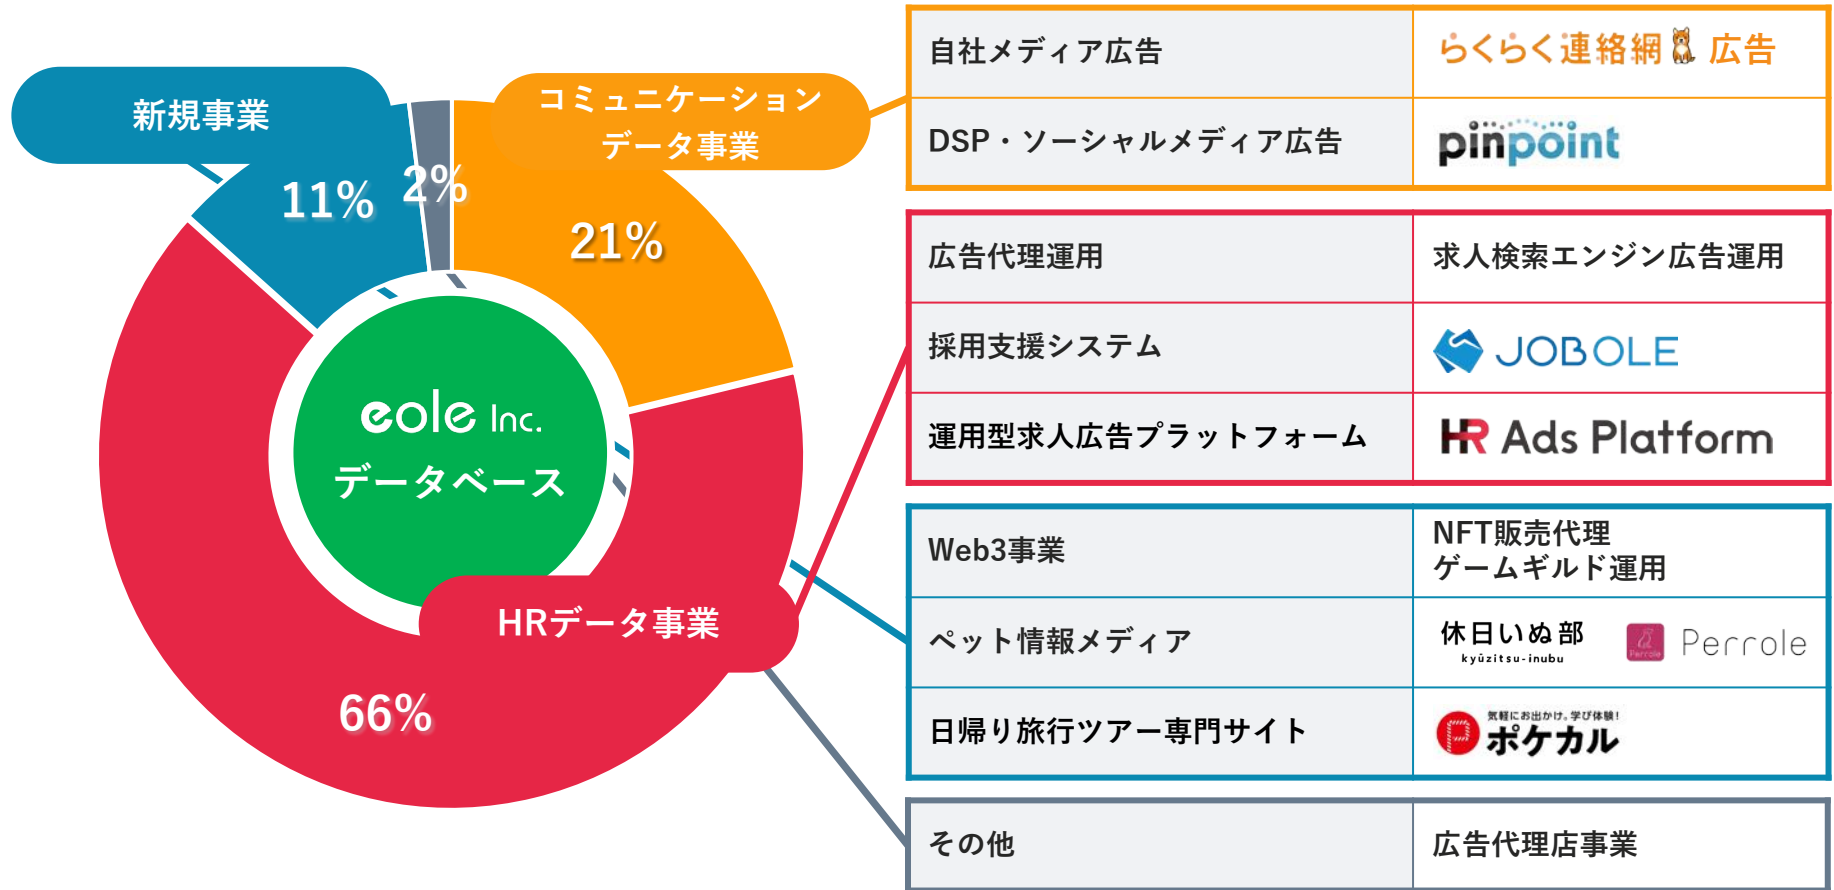 新規事業
コミュニケーション
データ事業
11%
2%
21%
eole Inc.
データベース
HRデータ事業
66%
自社メディア広告
らくらく連絡網 広告
DSP・ソーシャルメディア広告
pinpoint
広告代理運用
求人検索エンジン広告運用
採用支援システム
JOBOLE
運用型求人広告プラットフォーム
HR Ads Platform
Web3事業
NFT販売代理
ゲームギルド運用
ペット情報メディア
休日いぬ部
kyūzitsu-inubu
Perrole
Perrole
日帰り旅行ツアー専門サイト
気軽にお出かけ。学び体験!
ポケカル
その他
広告代理店事業